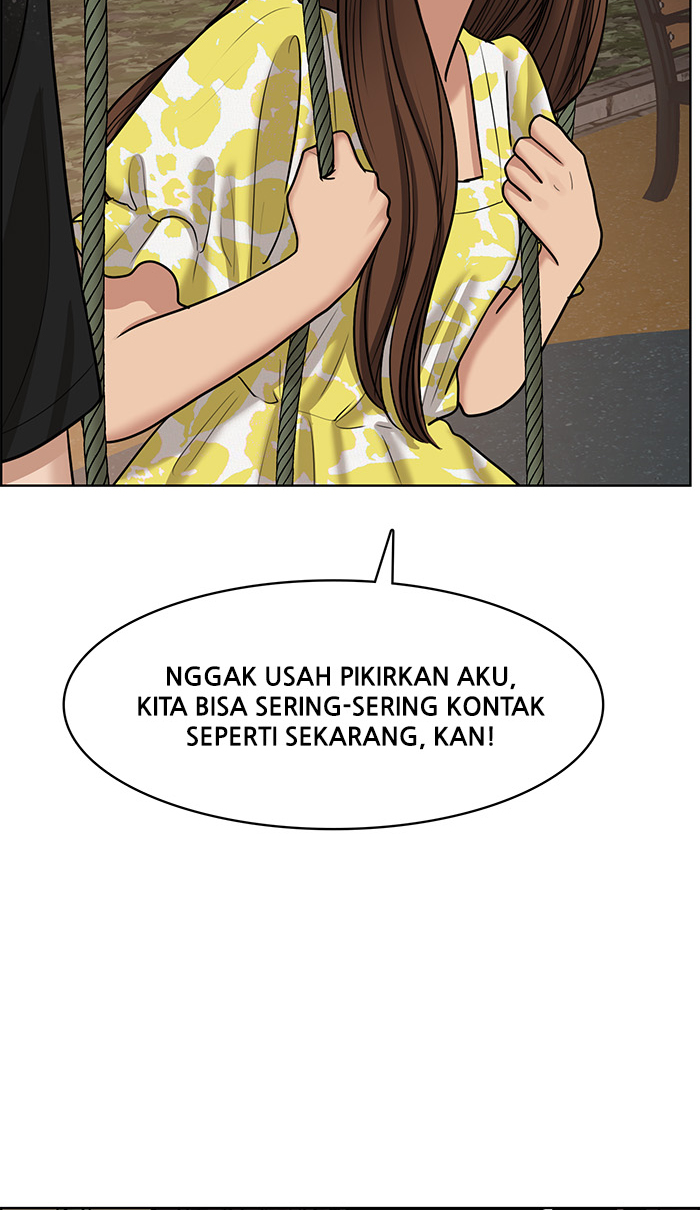 NGGAK USAH PIKIRKAN AKU,
KITA BISA SERING-SERING KONTAK
SEPERTI SEKARANG, KAN!